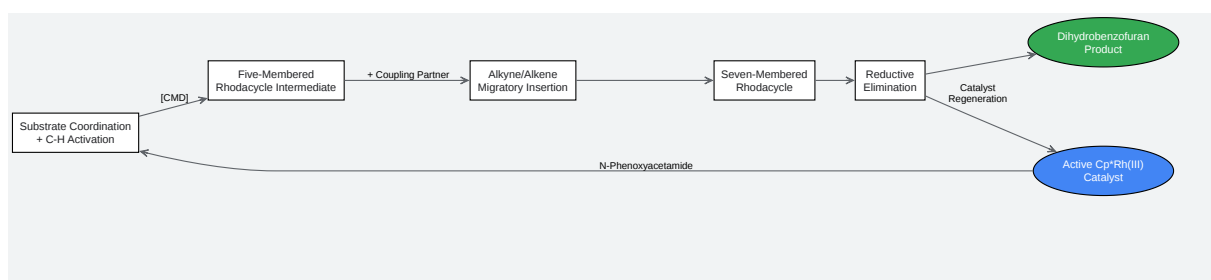 Substrate Coordination
+ C-H Activation
[CMD]
Five-Membered
Rhodacycle Intermediate
+ Coupling Partner
Alkyne/Alkene
Migratory Insertion
Seven-Membered
Rhodacycle
Reductive
Elimination
Dihydrobenzofuran
Product
Catalyst
Regeneration
Active Cp*Rh(III)
Catalyst
N-Phenoxyacetamide